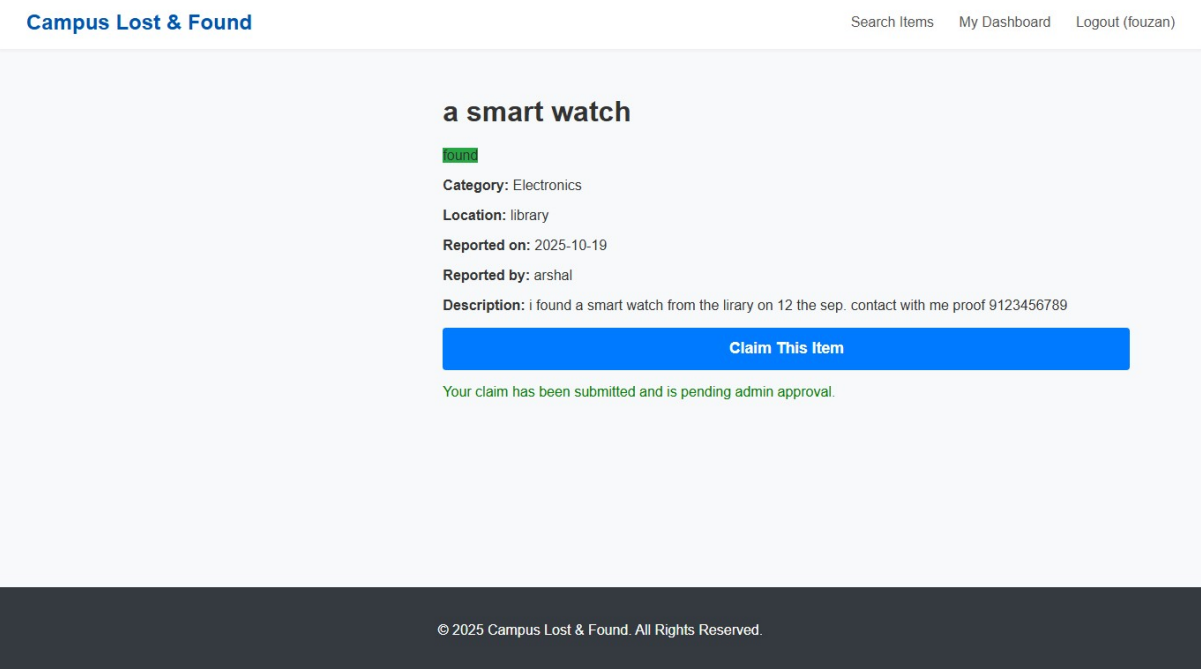 Campus Lost & Found
Search Items
My Dashboard
Logout (fouzan)
a smart watch
found
Category: Electronics
Location: library
Reported on: 2025-10-19
Reported by: arshal
Description: i found a smart watch from the lirary on 12 the sep. contact with me proof 9123456789
Claim This Item
Your claim has been submitted and is pending admin approval.
© 2025 Campus Lost & Found. All Rights Reserved.